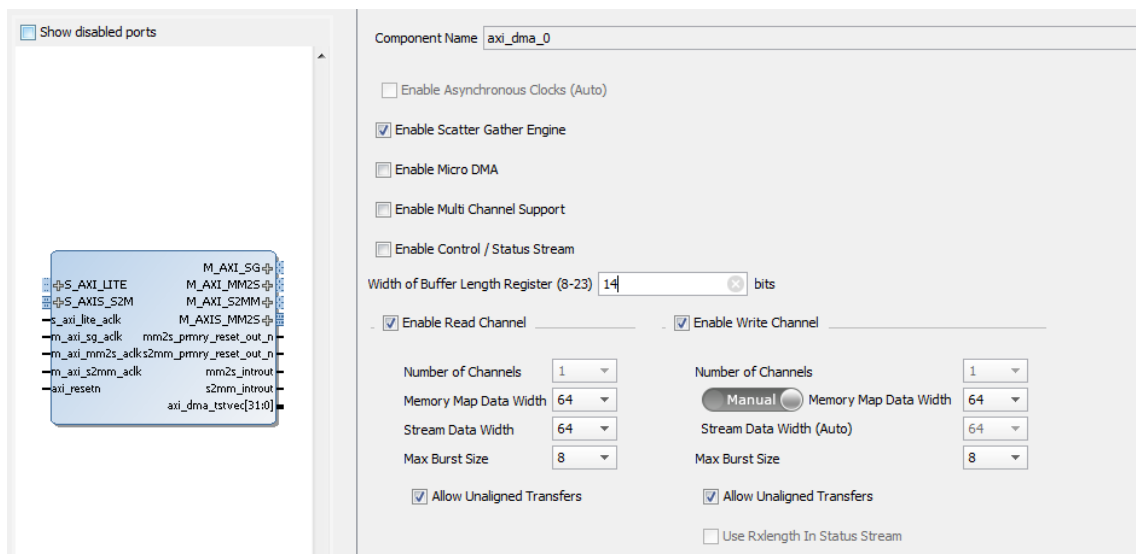 Show disabled ports
M_AXI_SG
S_AXI_LITE M_AXI_MM2S
S_AXIS_S2M M_AXI_S2MM
s_axi_lite_aclk M_AXIS_MM2S
m_axi_sg_aclk mm2s_prmry_reset_out_n
m_axi_mm2s_aclk s2mm_prmry_reset_out_n
m_axi_s2mm_aclk mm2s_introut
axi_resetn s2mm_introut
axi_dma_tstvec[31:0]
Component Name axi_dma_0
Enable Asynchronous Clocks (Auto)
Enable Scatter Gather Engine
Enable Micro DMA
Enable Multi Channel Support
Enable Control / Status Stream
Width of Buffer Length Register (8-23) 14 bits
Enable Read Channel
Number of Channels 1
Memory Map Data Width 64
Stream Data Width 64
Max Burst Size 8
Allow Unaligned Transfers
Enable Write Channel
Number of Channels 1
Manual Memory Map Data Width 64
Stream Data Width (Auto) 64
Max Burst Size 8
Allow Unaligned Transfers
Use Rxlength In Status Stream